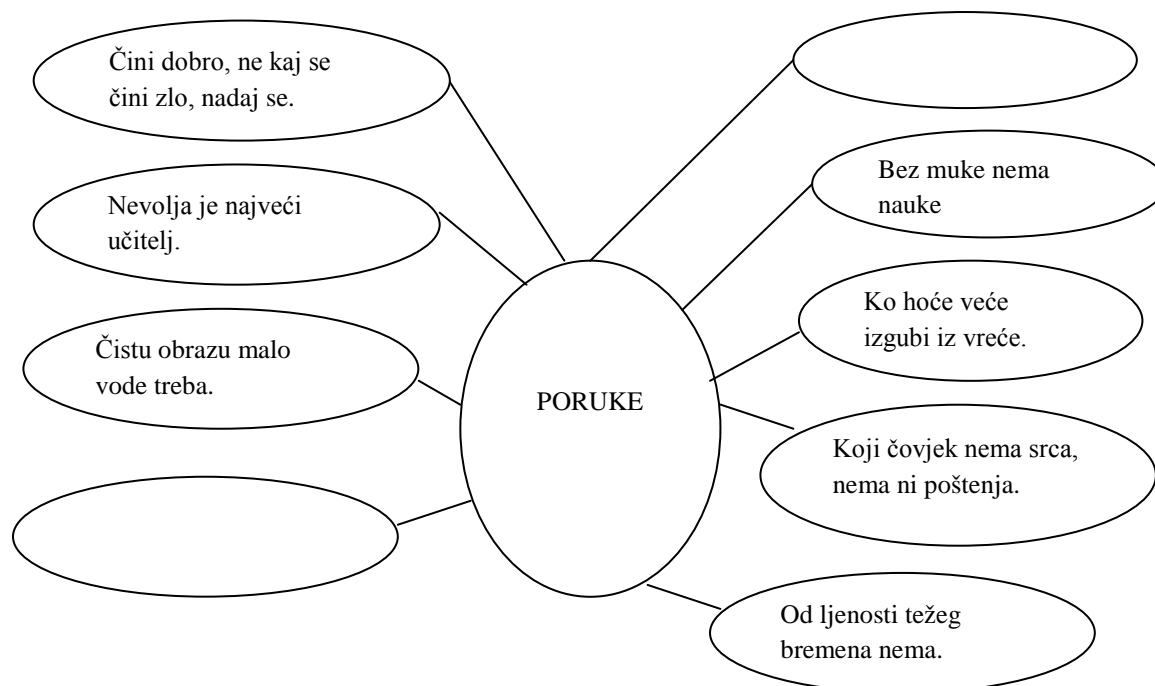 Čini dobro, ne kaj se
čini zlo, nadaj se.
Nevolja je najveći
učitelj.
Čistu obrazu malo
vode treba.
PORUKE
Bez muke nema
nauke
Ko hoće veće
izgubi iz vreće.
Koji čovjek nema srca,
nema ni poštenja.
Od ljenosti težeg
bremena nema.